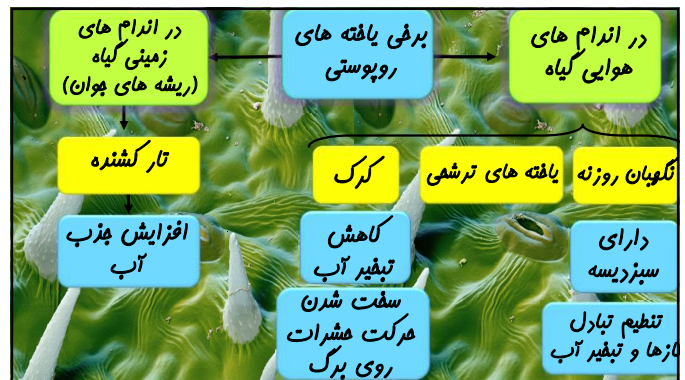 برخی یاخته های
روپوستی
در اندام های
هوایی گیاه
در اندام های
زمینی گیاه
(ریشه های جوان)
نگهبان روزنه
یاخته های ترشحی
کرک
تار کشنده
دارای
سبزدیسه
تنظیم تبادل
گازها و تبخیر آب
کاهش
تبخیر آب
سخت شدن
حرکت حشرات
روی برگ
افزایش جذب
آب